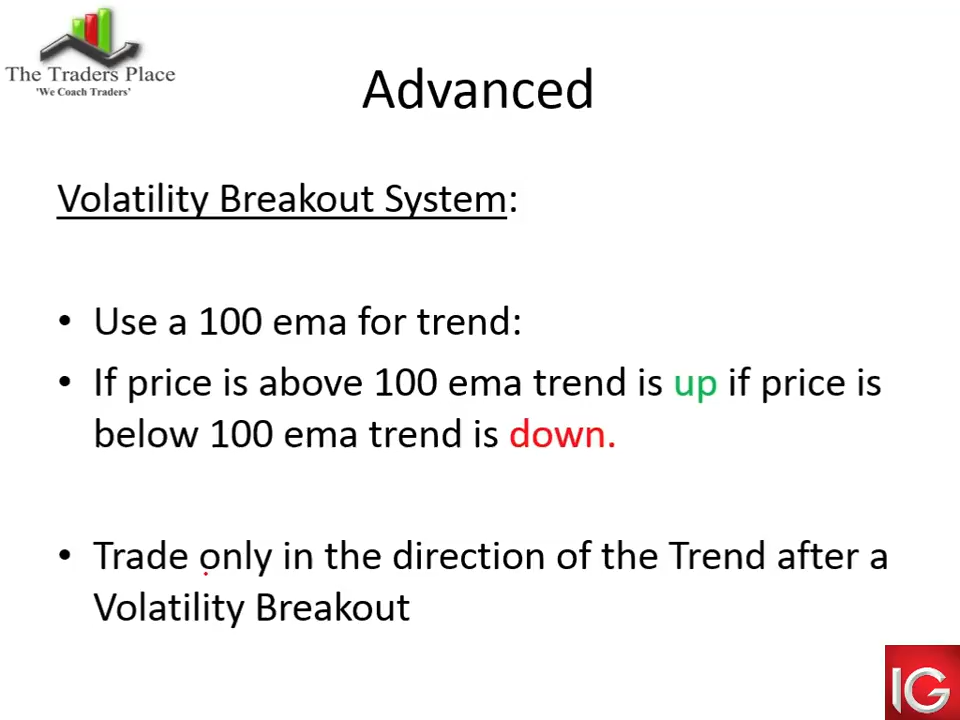 The Traders Place
'We Coach Traders'
Advanced
Volatility Breakout System:
• Use a 100 ema for trend:
• If price is above 100 ema trend is up if price is
below 100 ema trend is down.
• Trade only in the direction of the Trend after a
Volatility Breakout
IG